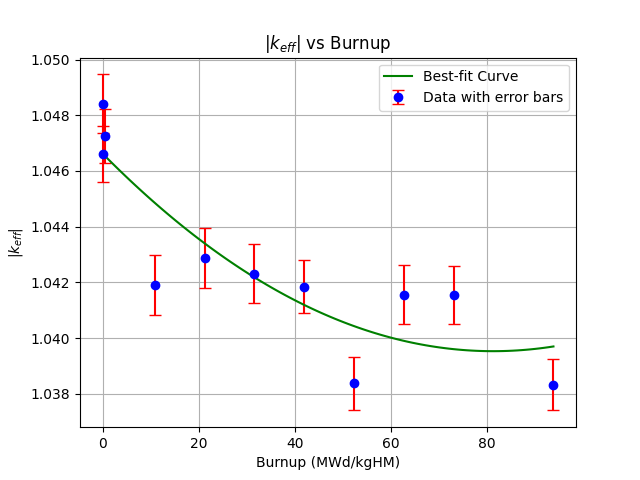 |k_eff| vs Burnup
1.050
1.048
1.046
1.044
1.042
1.040
1.038
|k_eff|
Best-fit Curve
Data with error bars
0
20
40
60
80
Burnup (MWd/kgHM)